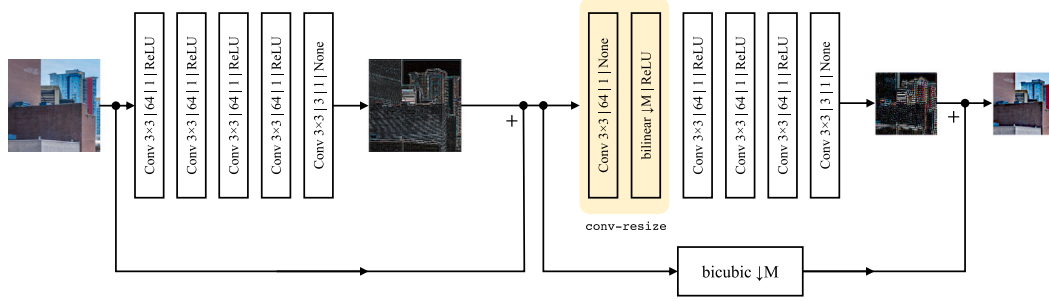 Conv 3×3 | 64 | 1 | ReLU
Conv 3×3 | 64 | 1 | ReLU
Conv 3×3 | 64 | 1 | ReLU
Conv 3×3 | 64 | 1 | ReLU
Conv 3×3 | 3 | 1 | None
+
Conv 3×3 | 64 | 1 | None
bilinear ↓M | ReLU
conv-resize
Conv 3×3 | 64 | 1 | ReLU
Conv 3×3 | 64 | 1 | ReLU
Conv 3×3 | 64 | 1 | ReLU
Conv 3×3 | 3 | 1 | None
+
bicubic ↓M